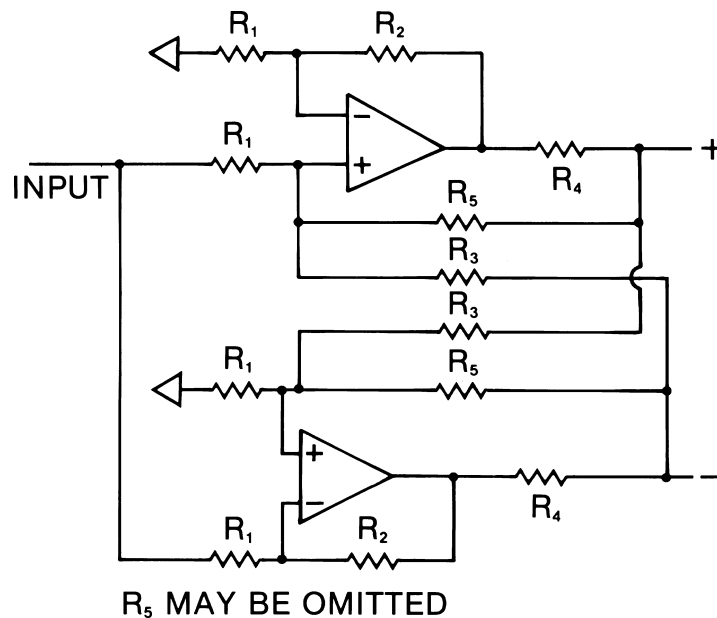 R₁ R₂
−
R₁ + +
INPUT R₄
R₅
R₃
R₃
R₁ R₅
+
− −
R₄
R₁ R₂
R₅ MAY BE OMITTED